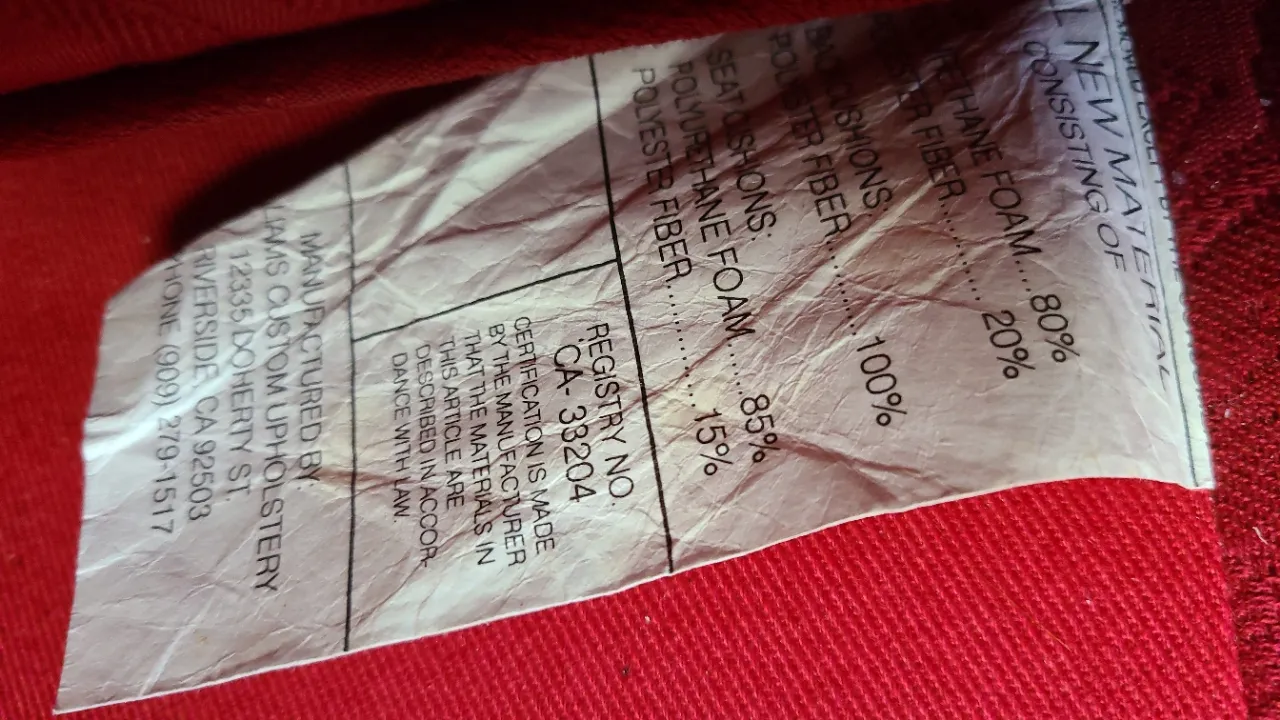 ALL NEW MATERIAL
CONSISTING OF
FOAM.... 80%
FIBER........ 20%
CUSHIONS:
FIBER......... 100%
SEAT CUSHIONS:
POLYURETHANE FOAM..... 85%
POLYESTER FIBER......... 15%
REGISTRY NO.
CA- 33204
CERTIFICATION IS MADE
BY THE MANUFACTURER
THAT THE MATERIALS IN
THIS ARTICLE ARE
DESCRIBED IN ACCOR-
DANCE WITH LAW.
MANUFACTURED BY:
CUSTOM UPHOLSTERY
12335 DOHERTY ST.
RIVERSIDE, CA 92503
PHONE (909) 279-1517